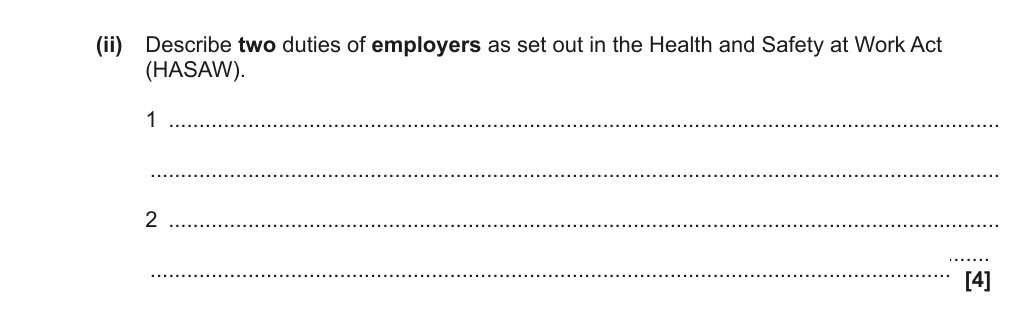 (ii) Describe two duties of employers as set out in the Health and Safety at Work Act
(HASAW).
1 ........................................................................................................................................
............................................................................................................................................
2 ........................................................................................................................................
.......
.................................................................................................................................... [4]